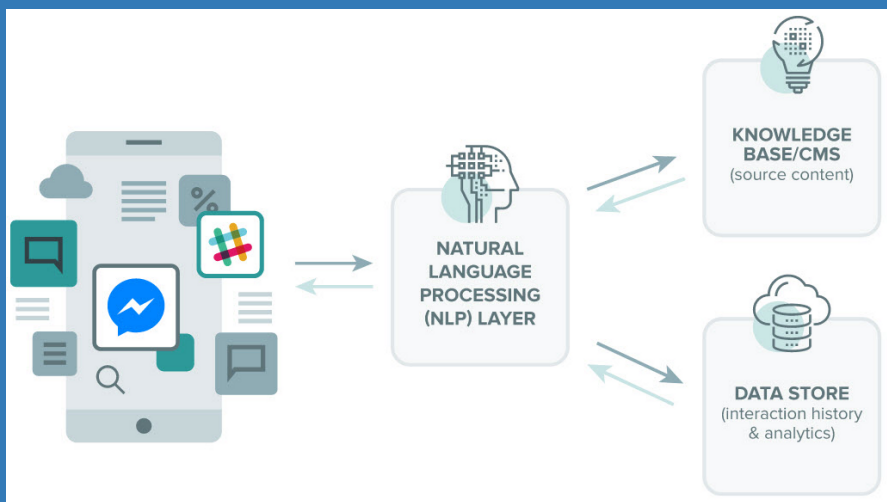 %
NATURAL
LANGUAGE
PROCESSING
(NLP) LAYER
KNOWLEDGE
BASE/CMS
(source content)
DATA STORE
(interaction history
& analytics)